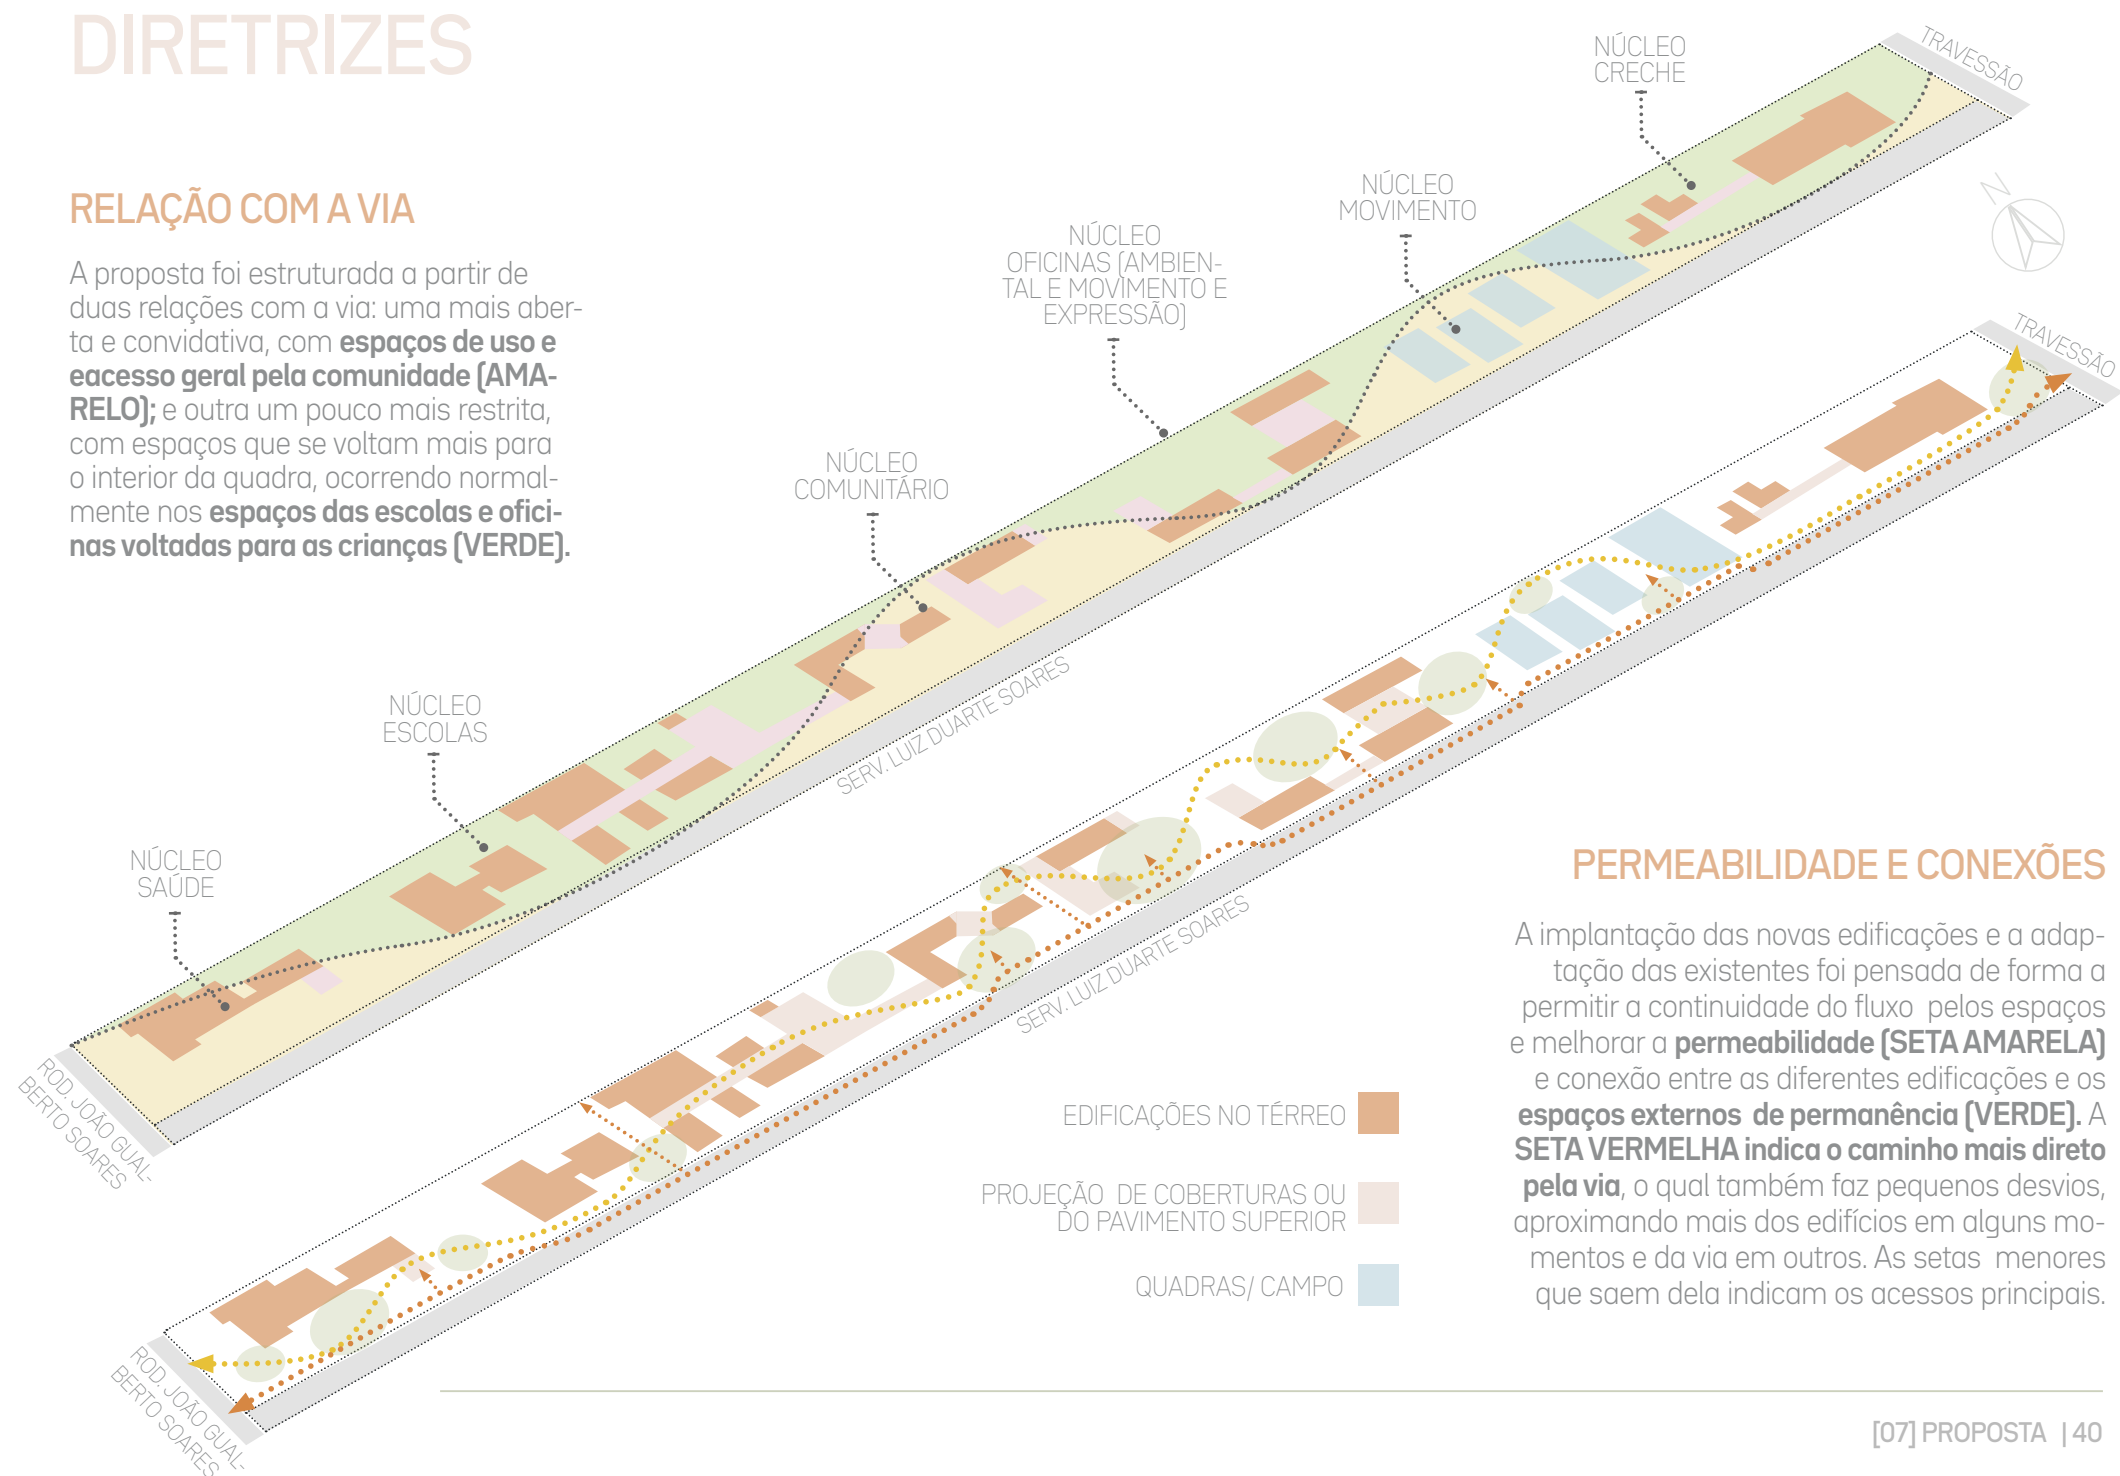 DIRETRIZES
RELAÇÃO COM A VIA
A proposta foi estruturada a partir de
duas relações com a via: uma mais aber-
ta e convidativa, com espaços de uso e
eacesso geral pela comunidade (AMA-
RELO); e outra um pouco mais restrita,
com espaços que se voltam mais para
o interior da quadra, ocorrendo normal-
mente nos espaços das escolas e ofici-
nas voltadas para as crianças (VERDE).
NÚCLEO
SAÚDE
NÚCLEO
ESCOLAS
NÚCLEO
COMUNITÁRIO
NÚCLEO
OFICINAS (AMBIEN-
TAL E MOVIMENTO E
EXPRESSÃO)
NÚCLEO
MOVIMENTO
NÚCLEO
CRECHE
TRAVESSÃO
N
SERV. LUIZ DUARTE SOARES
ROD. JOÃO GUAL-
BERTO SOARES
TRAVESSÃO
SERV. LUIZ DUARTE SOARES
ROD. JOÃO GUAL-
BERTO SOARES
EDIFICAÇÕES NO TÉRREO
PROJEÇÃO DE COBERTURAS OU
DO PAVIMENTO SUPERIOR
QUADRAS/ CAMPO
PERMEABILIDADE E CONEXÕES
A implantação das novas edificações e a adap-
tação das existentes foi pensada de forma a
permitir a continuidade do fluxo pelos espaços
e melhorar a permeabilidade (SETA AMARELA)
e conexão entre as diferentes edificações e os
espaços externos de permanência (VERDE). A
SETA VERMELHA indica o caminho mais direto
pela via, o qual também faz pequenos desvios,
aproximando mais dos edifícios em alguns mo-
mentos e da via em outros. As setas menores
que saem dela indicam os acessos principais.
[07] PROPOSTA | 40